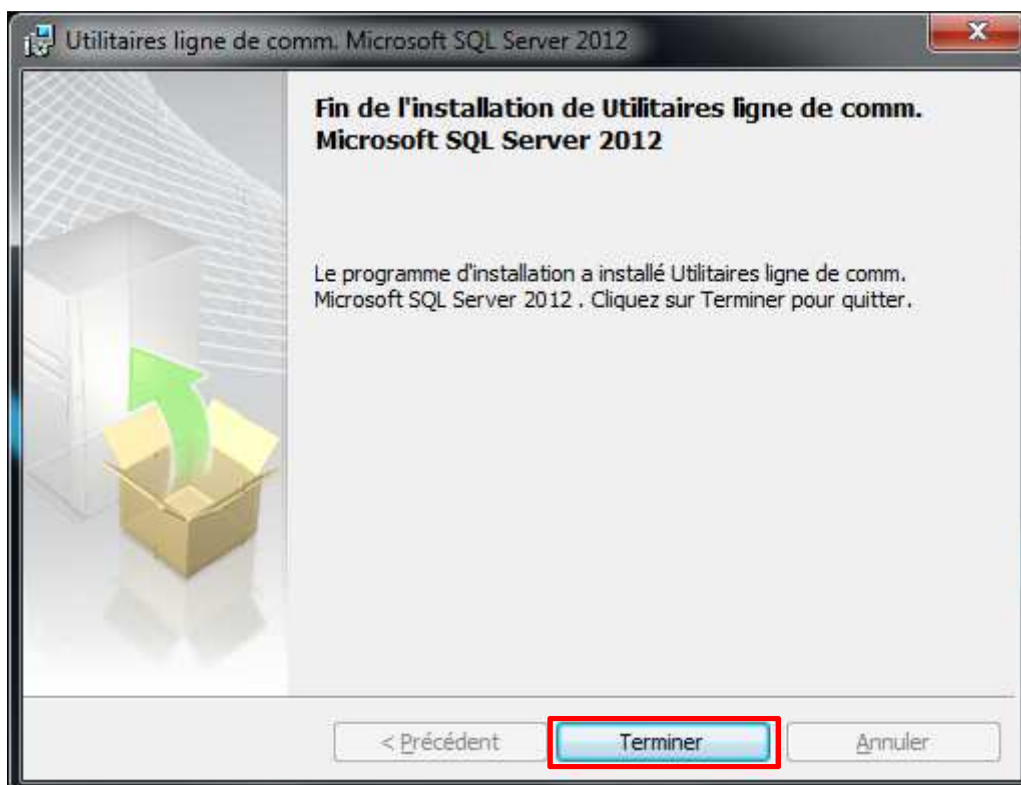 Utilitaires ligne de comm. Microsoft SQL Server 2012
Fin de l'installation de Utilitaires ligne de comm.
Microsoft SQL Server 2012
Le programme d'installation a installé Utilitaires ligne de comm.
Microsoft SQL Server 2012 . Cliquez sur Terminer pour quitter.
< Précédent
Terminer
Annuler